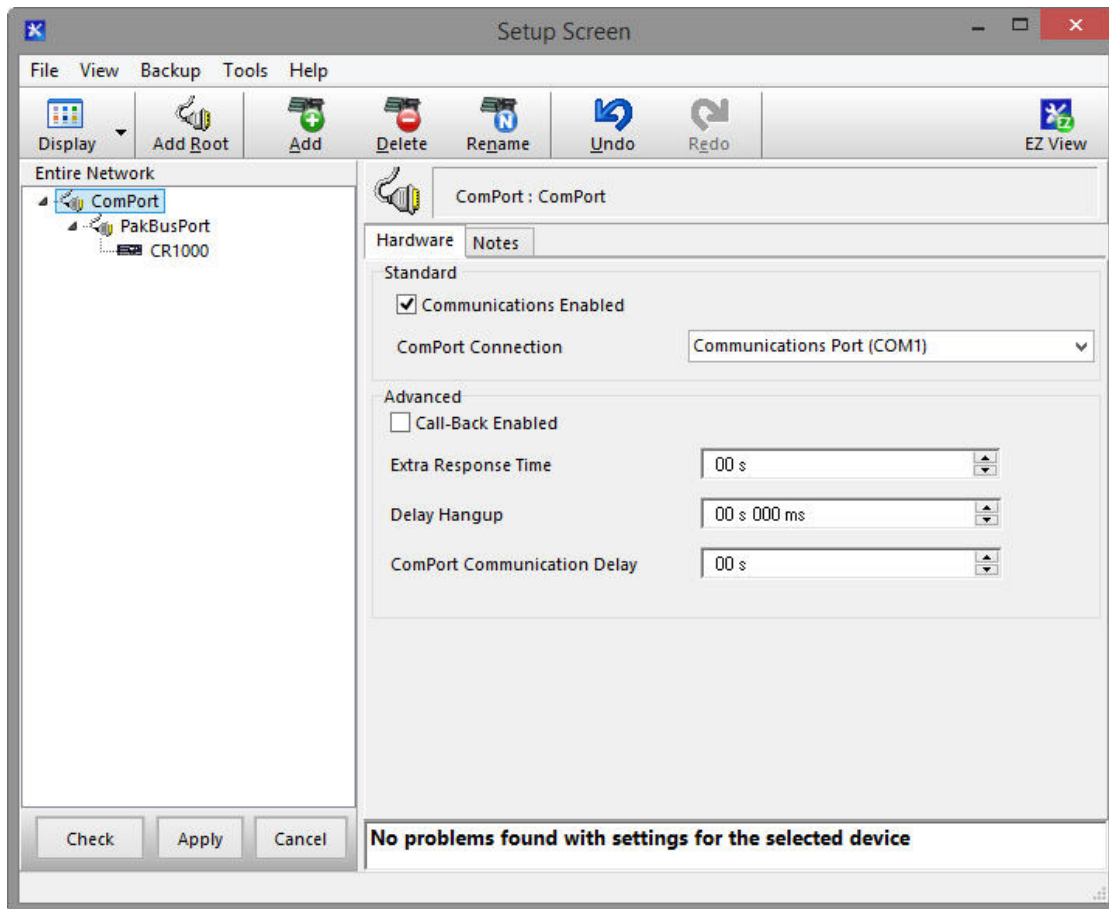 Setup Screen
File View Backup Tools Help
Display Add Root Add Delete Rename Undo Redo EZ View
Entire Network
ComPort
PakBusPort
CR1000
ComPort : ComPort
Hardware Notes
Standard
Communications Enabled
ComPort Connection Communications Port (COM1)
Advanced
Call-Back Enabled
Extra Response Time 00 s
Delay Hangup 00 s 000 ms
ComPort Communication Delay 00 s
Check Apply Cancel
No problems found with settings for the selected device